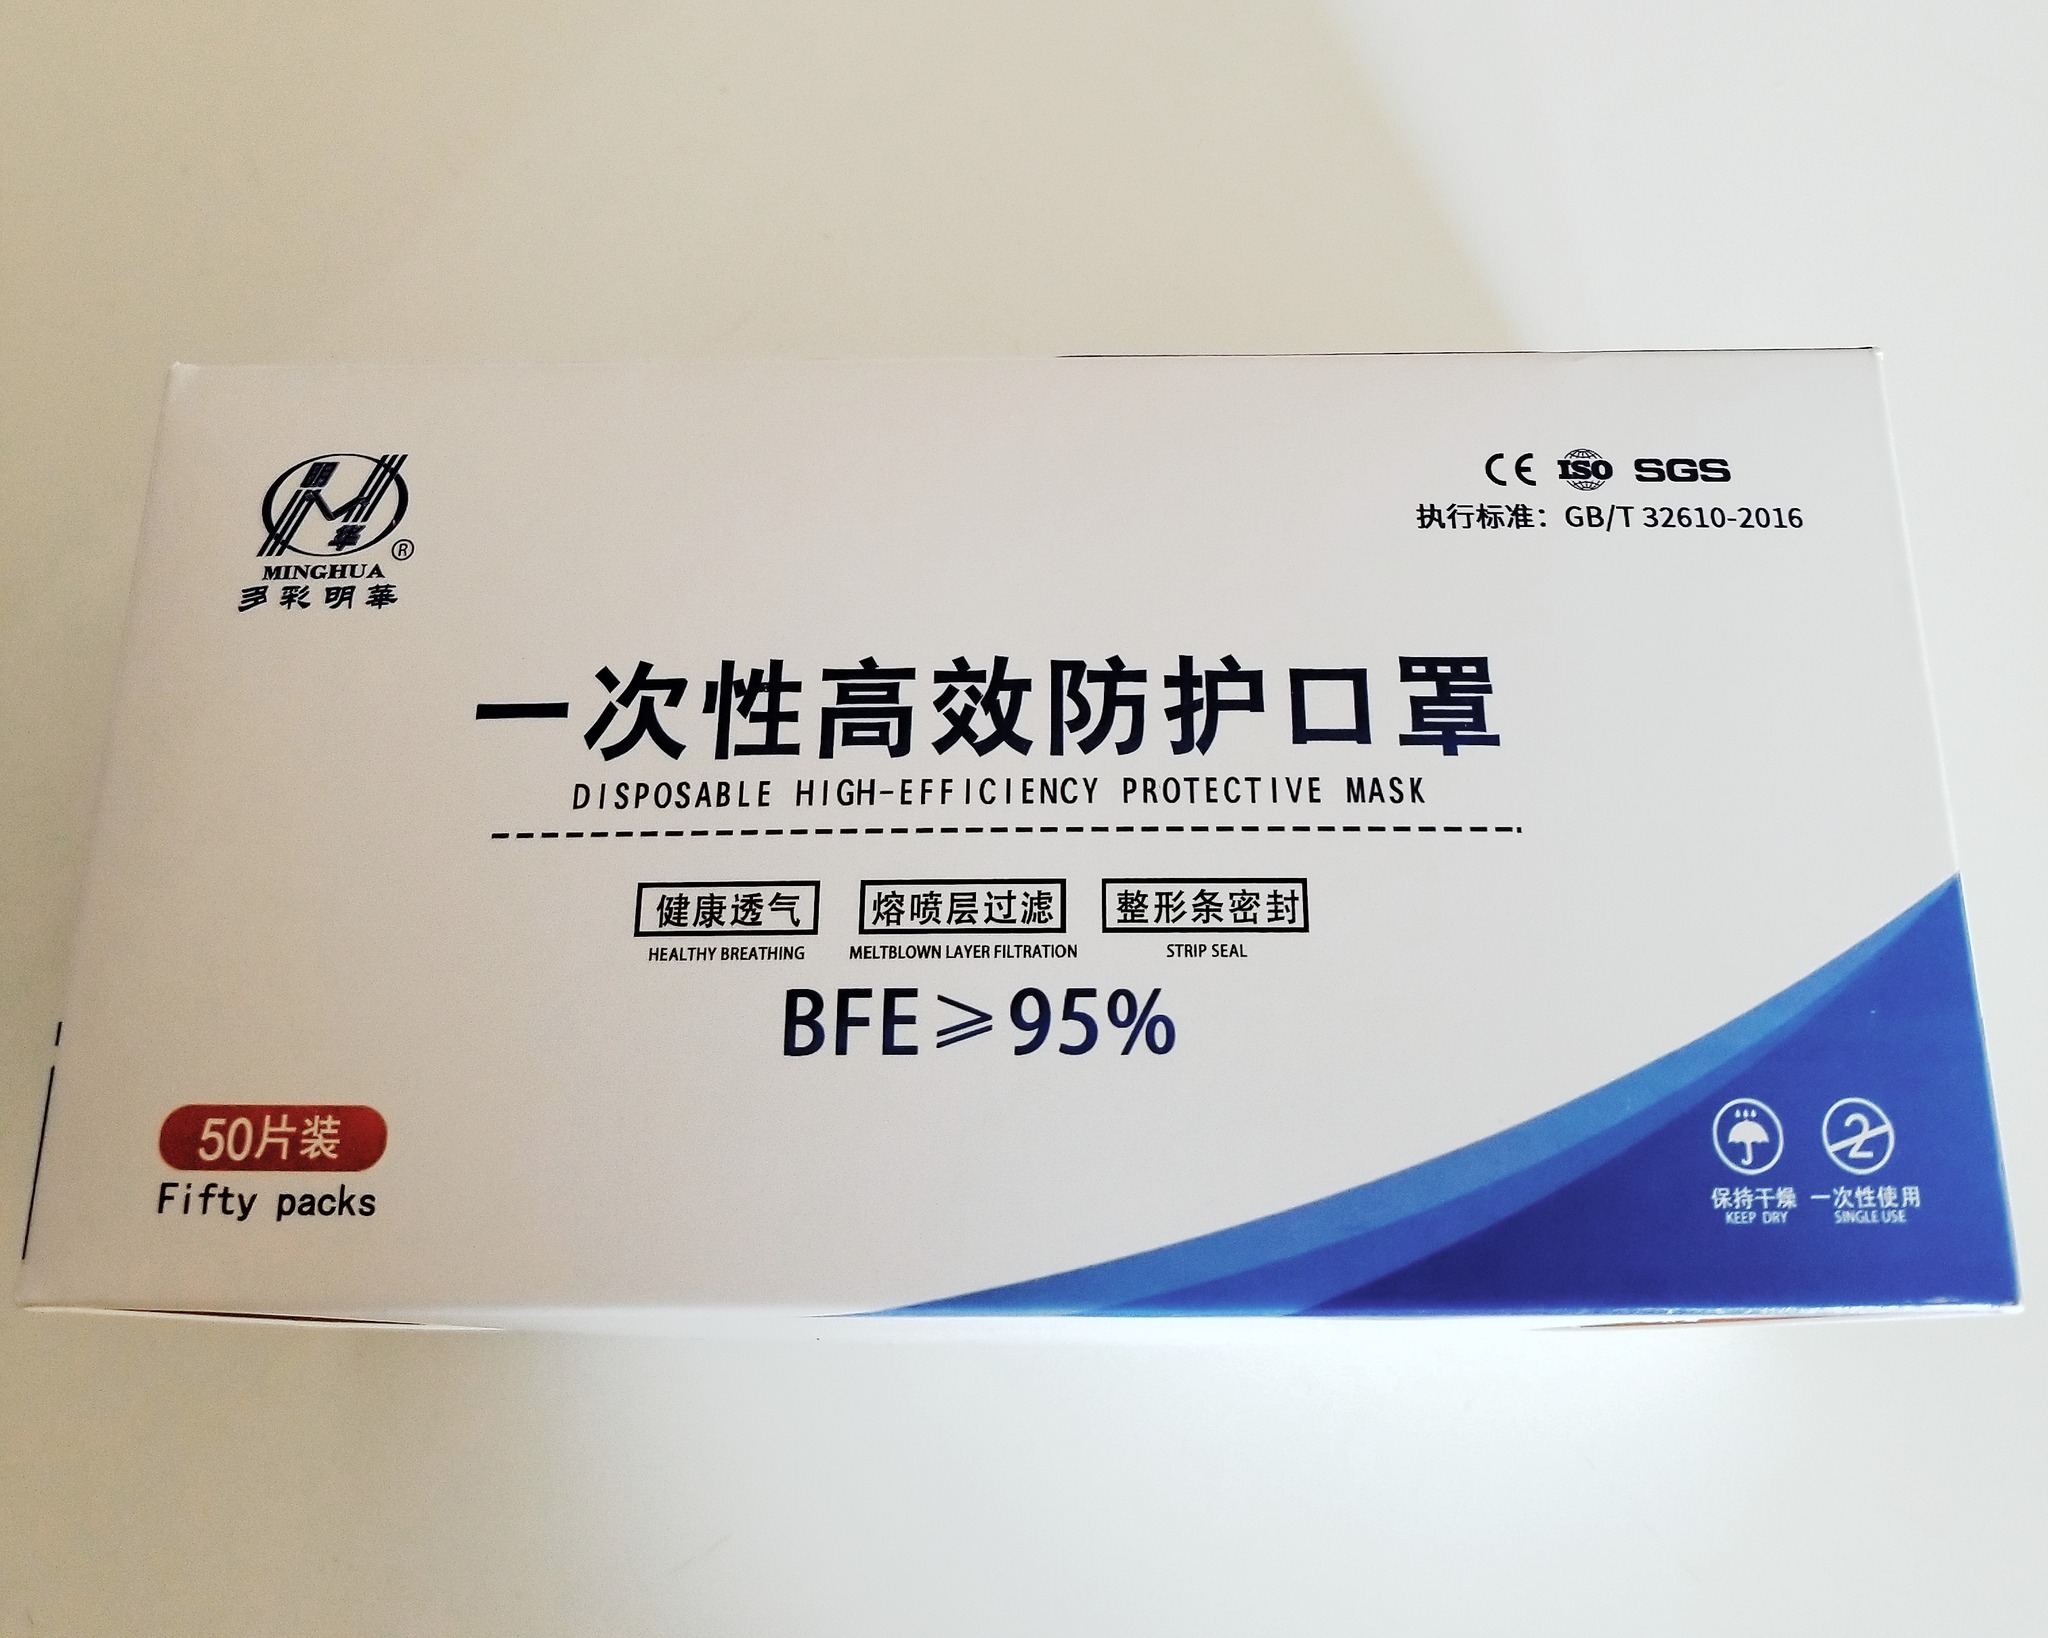 明
华
®
MINGHUA
多彩明華
CE ISO SGS
执行标准：GB/T 32610-2016
一次性高效防护口罩
DISPOSABLE HIGH-EFFICIENCY PROTECTIVE MASK
健康透气 熔喷层过滤 整形条密封
HEALTHY BREATHING MELTBLOWN LAYER FILTRATION STRIP SEAL
BFE⩾95%
50片装
Fifty packs
2
保持干燥 一次性使用
KEEP DRY SINGLE USE